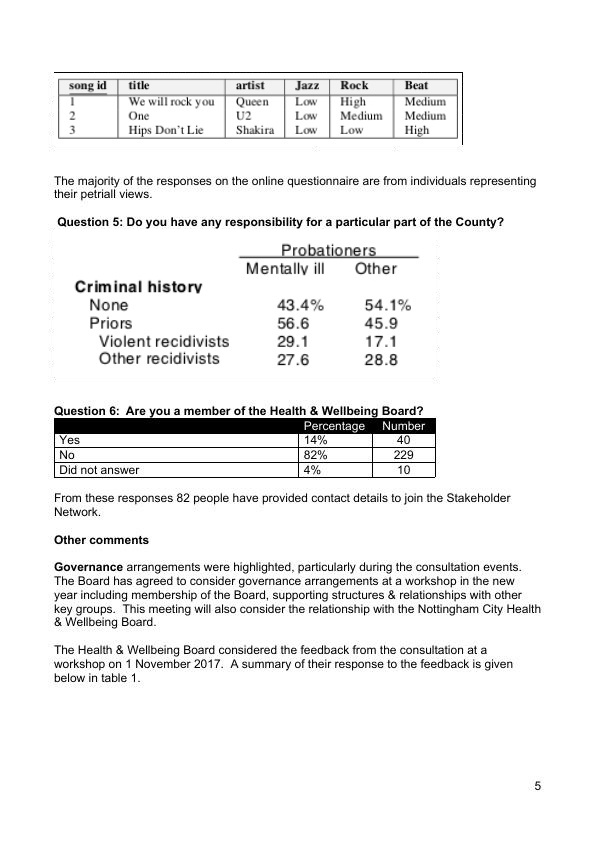 song id title artist Jazz Rock Beat
1 We will rock you Queen Low High Medium
2 One U2 Low Medium Medium
3 Hips Don't Lie Shakira Low Low High
The majority of the responses on the online questionnaire are from individuals representing
their petriall views.
Question 5: Do you have any responsibility for a particular part of the County?
Probationers
Mentally ill Other
Criminal history
None 43.4% 54.1%
Priors 56.6 45.9
Violent recidivists 29.1 17.1
Other recidivists 27.6 28.8
Question 6: Are you a member of the Health & Wellbeing Board?
Percentage Number
Yes 14% 40
No 82% 229
Did not answer 4% 10
From these responses 82 people have provided contact details to join the Stakeholder
Network.
Other comments
Governance arrangements were highlighted, particularly during the consultation events.
The Board has agreed to consider governance arrangements at a workshop in the new
year including membership of the Board, supporting structures & relationships with other
key groups. This meeting will also consider the relationship with the Nottingham City Health
& Wellbeing Board.
The Health & Wellbeing Board considered the feedback from the consultation at a
workshop on 1 November 2017. A summary of their response to the feedback is given
below in table 1.
5